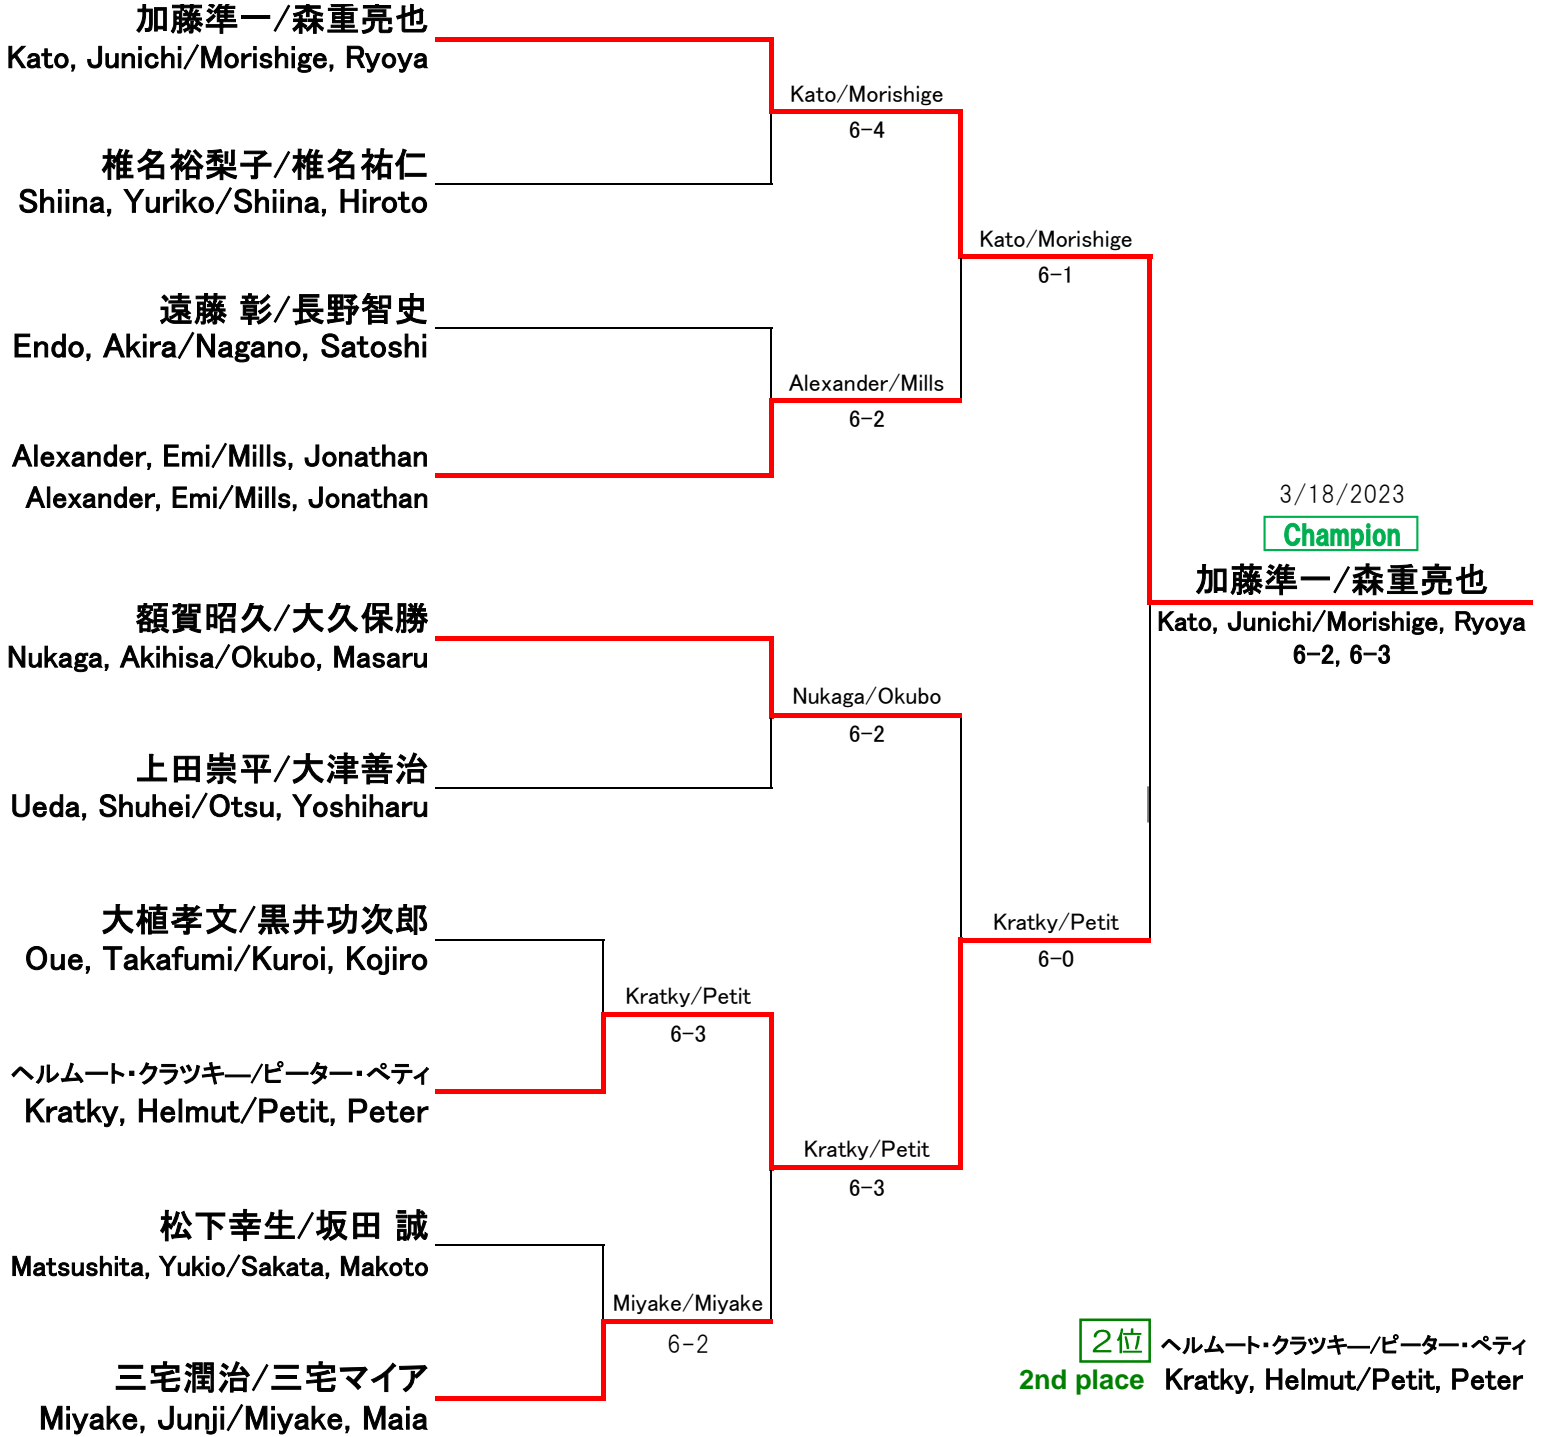 加藤準一/森重亮也
Kato, Junichi/Morishige, Ryoya
Kato/Morishige
6-4
椎名裕梨子/椎名祐仁
Shiina, Yuriko/Shiina, Hiroto
Kato/Morishige
6-1
遠藤 彰/長野智史
Endo, Akira/Nagano, Satoshi
Alexander/Mills
6-2
Alexander, Emi/Mills, Jonathan
Alexander, Emi/Mills, Jonathan
3/18/2023
Champion
加藤準一/森重亮也
Kato, Junichi/Morishige, Ryoya
6-2, 6-3
額賀昭久/大久保勝
Nukaga, Akihisa/Okubo, Masaru
Nukaga/Okubo
6-2
上田崇平/大津善治
Ueda, Shuhei/Otsu, Yoshiharu
大植孝文/黒井功次郎
Oue, Takafumi/Kuroi, Kojiro
Kratky/Petit
6-0
Kratky/Petit
6-3
ヘルムート・クラツキ―/ピーター・ペティ
Kratky, Helmut/Petit, Peter
Kratky/Petit
6-3
松下幸生/坂田 誠
Matsushita, Yukio/Sakata, Makoto
Miyake/Miyake
6-2
三宅潤治/三宅マイア
Miyake, Junji/Miyake, Maia
２位 ヘルムート・クラツキ―/ピーター・ペティ
2nd place Kratky, Helmut/Petit, Peter